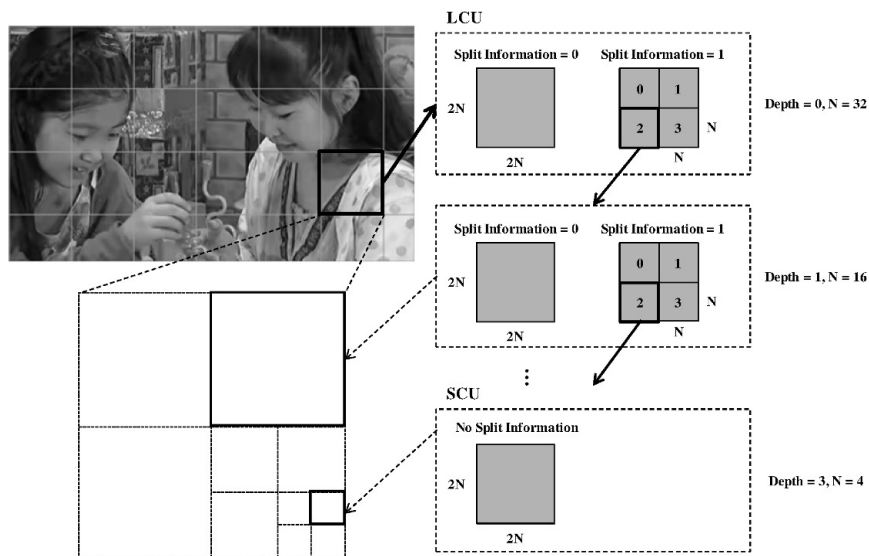 LCU
Split Information = 0
Split Information = 1
2N
2N
0 1
2 3
N
N
Depth = 0, N = 32
Split Information = 0
Split Information = 1
2N
2N
0 1
2 3
N
N
Depth = 1, N = 16
SCU
No Split Information
2N
2N
Depth = 3, N = 4